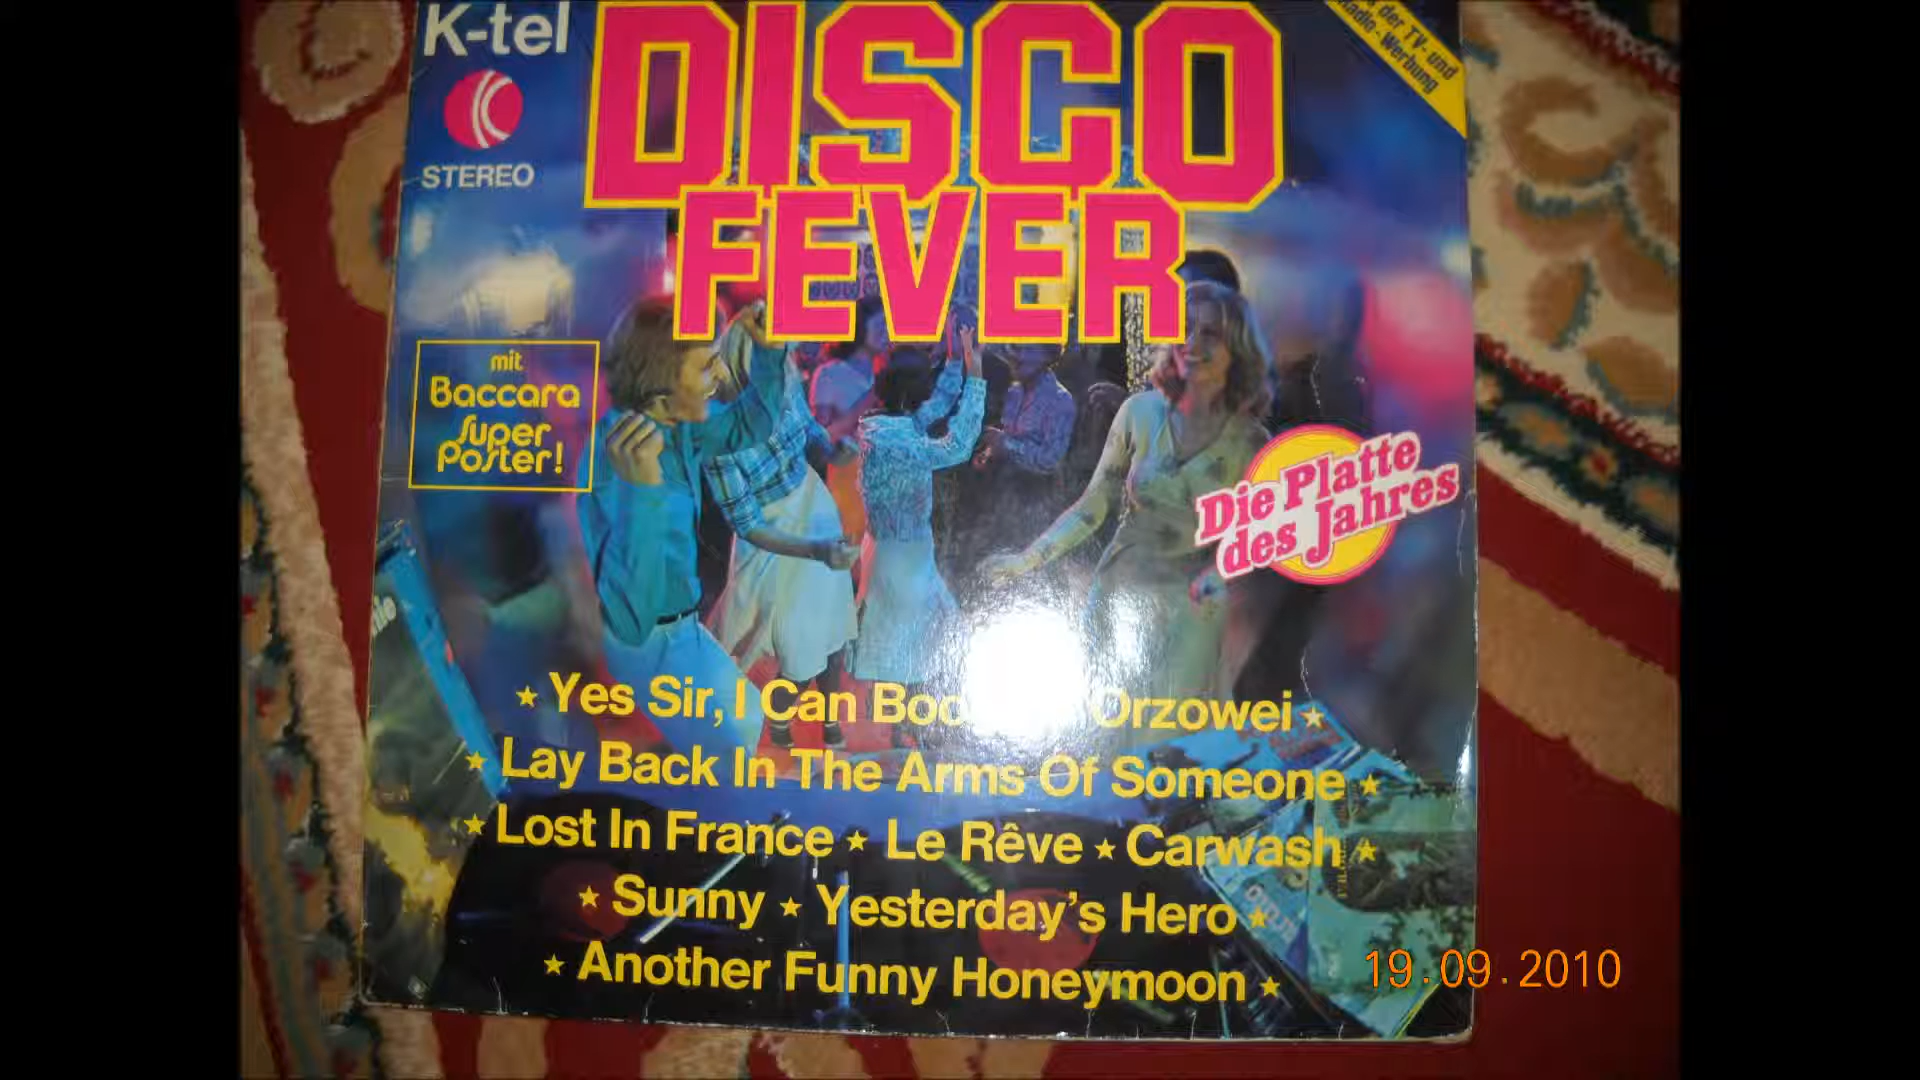 K-tel
STEREO
DISCO
FEVER
der TV- und
Radio-Werbung
mit
Baccara
Super
Poster!
Die Platte
des Jahres
★ Yes Sir, I Can Orzowei ★
★ Lay Back In The Arms Of Someone ★
★ Lost In France ★ Le Rêve ★ Carwash ★
★ Sunny ★ Yesterday's Hero ★
★ Another Funny Honeymoon ★
19.09.2010